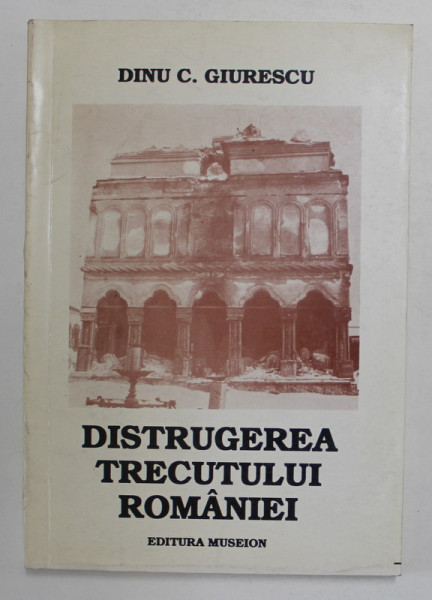 DINU C. GIURESCU
DISTRUGEREA
TRECUTULUI
ROMÂNIEI
EDITURA MUSEION